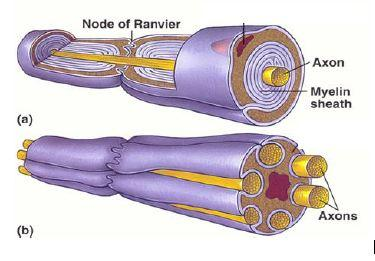 Node of Ranvier
Axon
Myelin
sheath
(a)
Axons
(b)